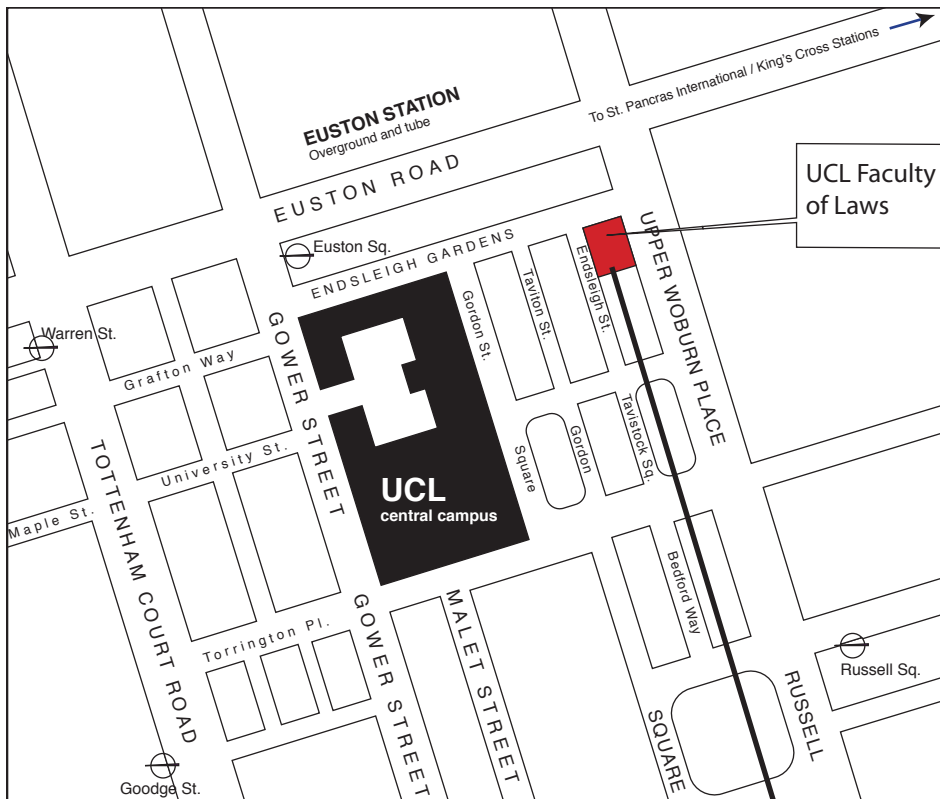 To St. Pancras International / King's Cross Stations
EUSTON STATION
Overground and tube
EUSTON ROAD
UCL Faculty
of Laws
Euston Sq.
ENDSLEIGH GARDENS
UPPER WOBURN PLACE
Endsleigh St.
Taviton St.
Gordon St.
Warren St.
Grafton Way
GOWER STREET
University St.
TOTTENHAM COURT ROAD
Maple St.
UCL
central campus
Square
Gordon
Tavistock Sq.
Bedford Way
Torrington Pl.
GOWER STREET
MALET STREET
Russell Sq.
SQUARE
RUSSELL
Goodge St.